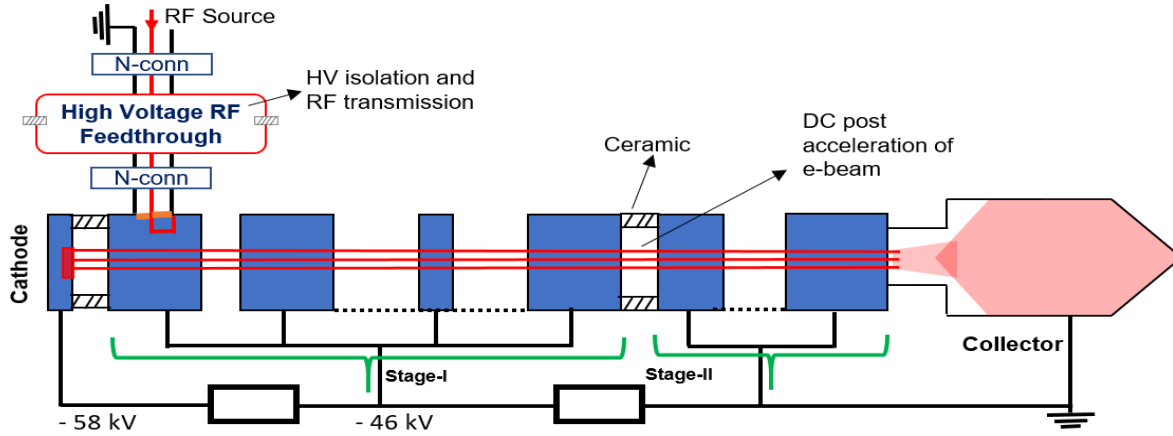 RF Source
N-conn
HV isolation and
RF transmission
High Voltage RF
Feedthrough
N-conn
Ceramic
DC post
acceleration of
e-beam
Cathode
Collector
Stage-I
Stage-II
- 58 kV
- 46 kV